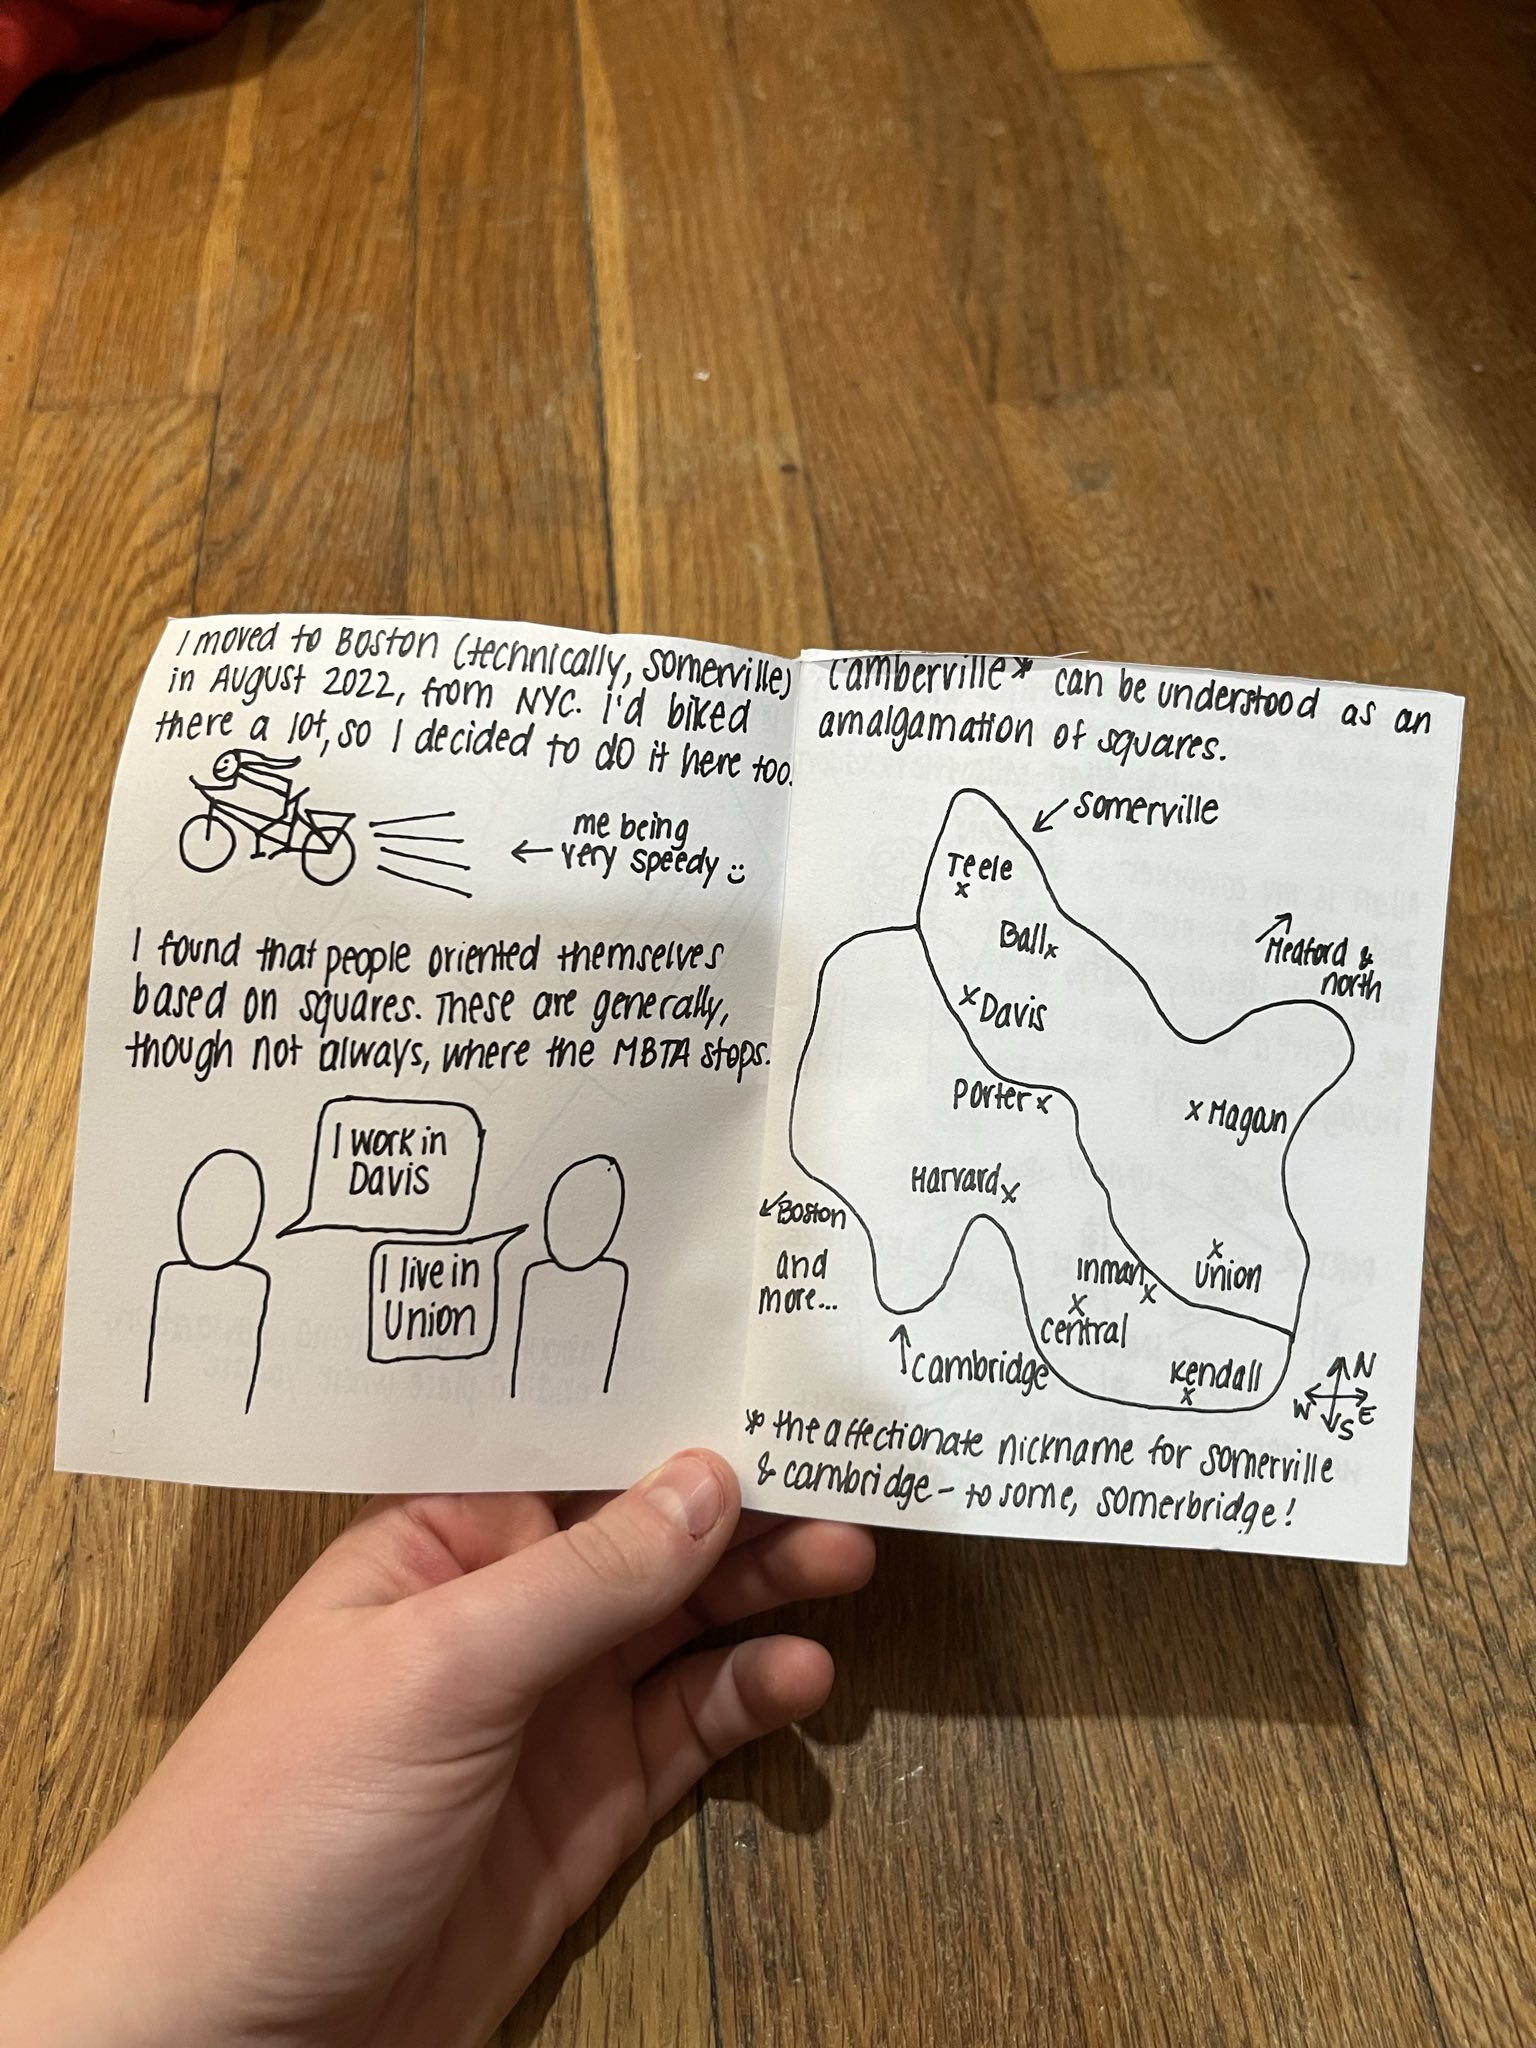 I moved to Boston (technically, somerville)
in August 2022, from NYC. i'd biked
there a lot, so I decided to do it here too.
me being
← very speedy :)
I found that people oriented themselves
based on squares. These are generally,
though not always, where the MBTA stops.
I work in
Davis
I live in
Union
Camberville* can be understood as an
amalgamation of squares.
↙ somerville
Teele
x
Ballx
↗
Medford &
north
xDavis
Porter x
x Magoun
Harvardx
↙Boston
and
more...
x
Union
inman
x
x
central
↑
Cambridge
Kendall
x
N
W E
S
* the affectionate nickname for somerville
& cambridge - to some, somerbridge!